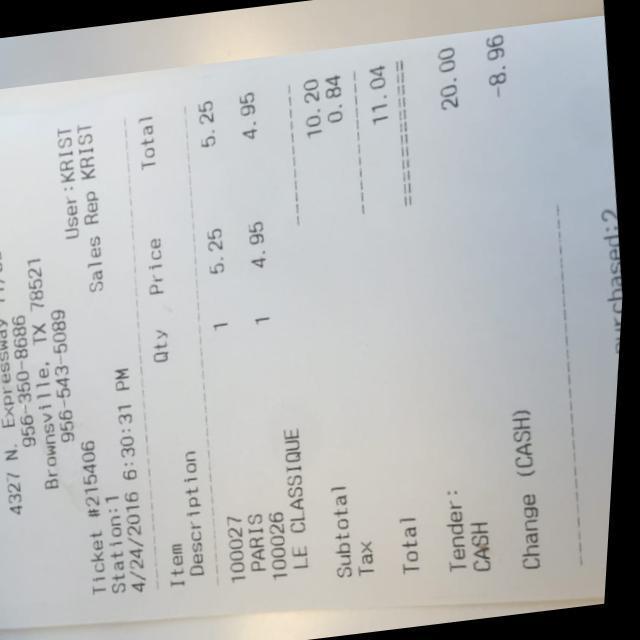 4327 N. Expressway
956-350-8686
Brownsville, TX 78521
956-543-5089
User:KRIST
Ticket #215406 Sales Rep KRIST
Station:1
4/24/2016 6:30:31 PM
Item Qty Price Total
Description
100027 1 5.25 5.25
PARIS
100026 1 4.95 4.95
LE CLASSIQUE
Subtotal 10.20
Tax 0.84
Total 11.04
Tender:
CASH 20.00
Change (CASH) -8.96
purchased:2